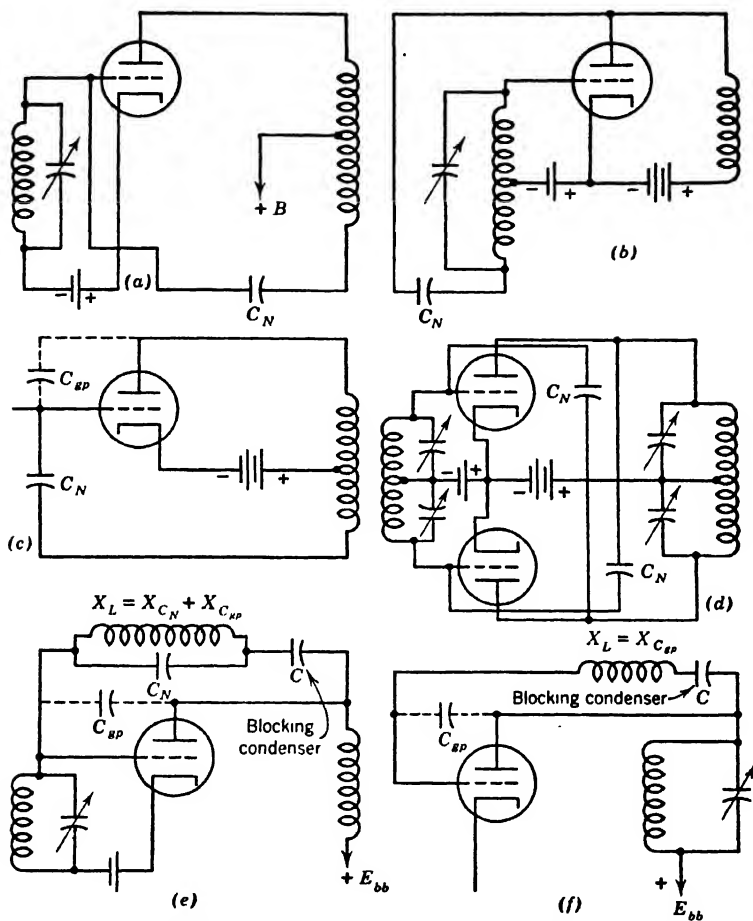 + B
- +
(a)
C_N
- +
- +
(b)
C_N
C_gp
C_N
- +
(c)
C_N
- +
- +
C_N
(d)
X_L = X_C_N + X_C_gp
C_N
C
C_gp
Blocking
condenser
+ E_bb
(e)
X_L = X_C_gp
Blocking condenser
C
C_gp
+
E_bb
(f)